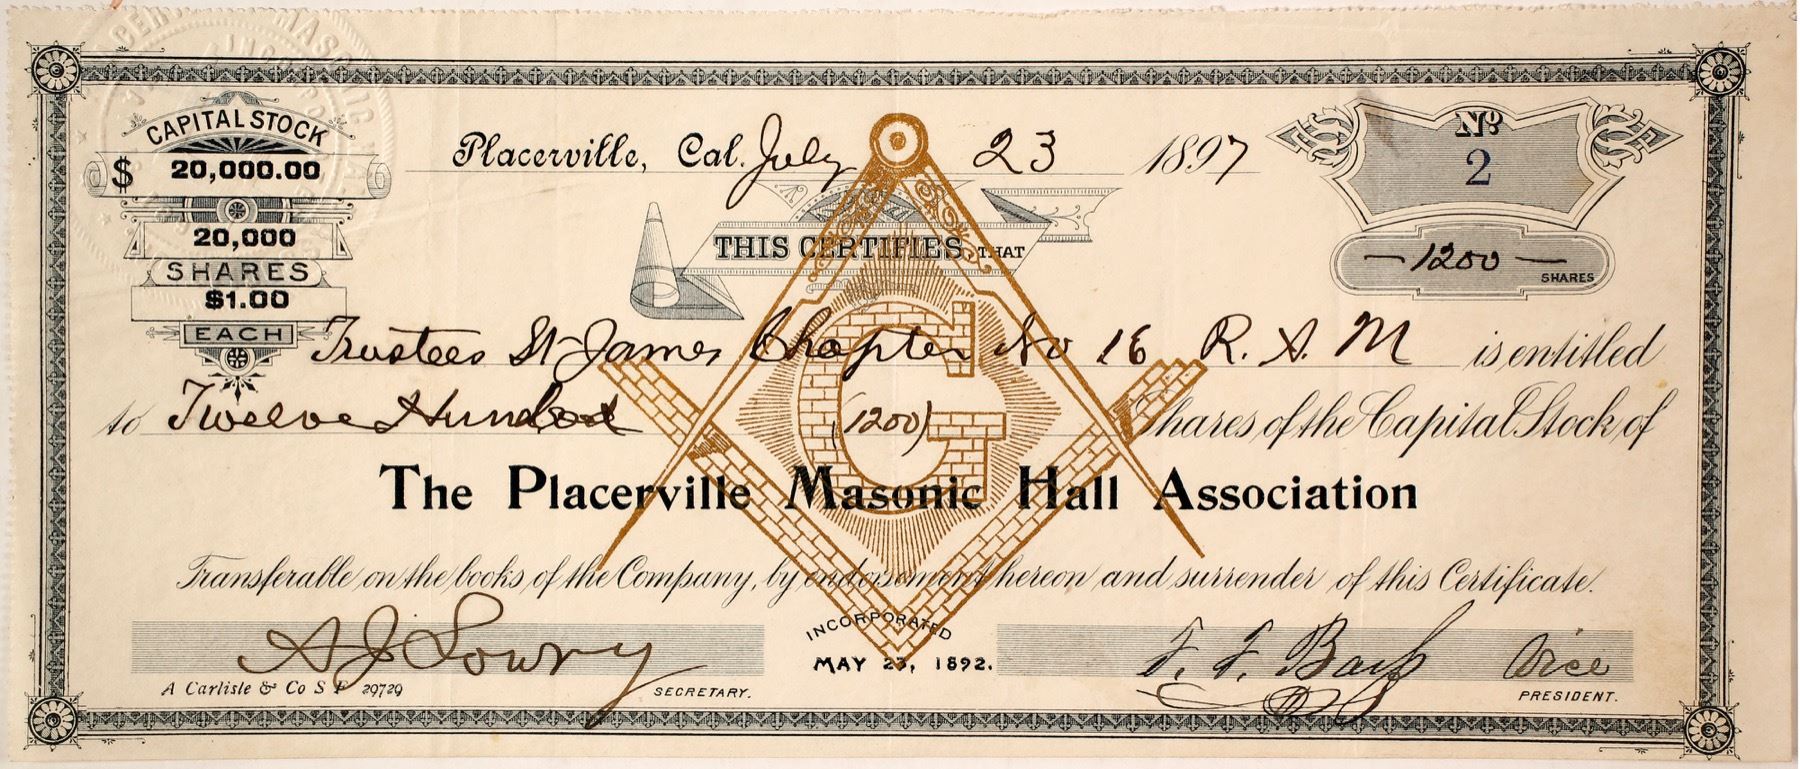 CAPITAL STOCK
$ 20,000.00
20,000
SHARES
$1.00
EACH
Placerville, Cal. July 23 1897
Nº
2
— 1200 — SHARES
THIS CERTIFIES THAT
Trustees St James Chapter No 16 R. A. M is entitled
to Twelve Hundred (1200) Shares of the Capital Stock of
The Placerville Masonic Hall Association
Transferable on the books of the Company, by endorsement hereon and surrender of this Certificate.
G
INCORPORATED
MAY 23, 1892.
A J Lowry
SECRETARY.
A Carlisle & Co S F 29729
F. F. Vice
PRESIDENT.